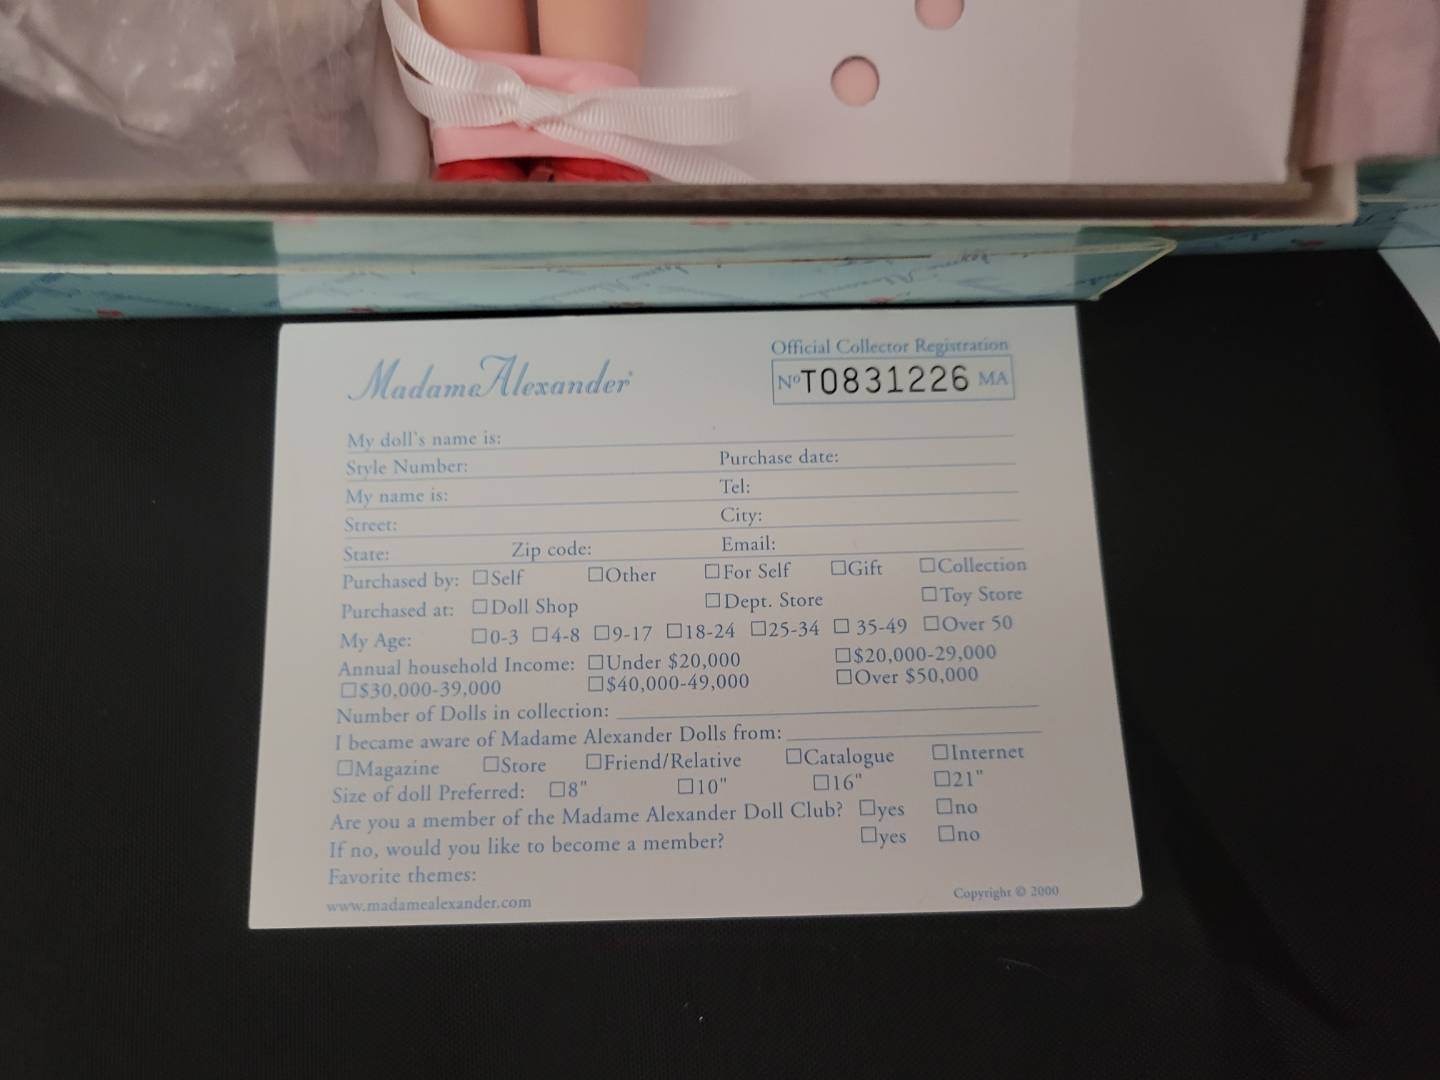 Madame Alexander®
Official Collector Registration
Nº T0831226 MA
My doll's name is:
Style Number: Purchase date:
My name is: Tel:
Street: City:
State: Zip code: Email:
Purchased by: □Self □Other □For Self □Gift □Collection
Purchased at: □Doll Shop □Dept. Store □Toy Store
My Age: □0-3 □4-8 □9-17 □18-24 □25-34 □ 35-49 □Over 50
Annual household Income: □Under $20,000 □$20,000-29,000
□$30,000-39,000 □$40,000-49,000 □Over $50,000
Number of Dolls in collection:
I became aware of Madame Alexander Dolls from:
□Magazine □Store □Friend/Relative □Catalogue □Internet
Size of doll Preferred: □8" □10" □16" □21"
Are you a member of the Madame Alexander Doll Club? □yes □no
If no, would you like to become a member? □yes □no
Favorite themes:
www.madamealexander.com
Copyright © 2000